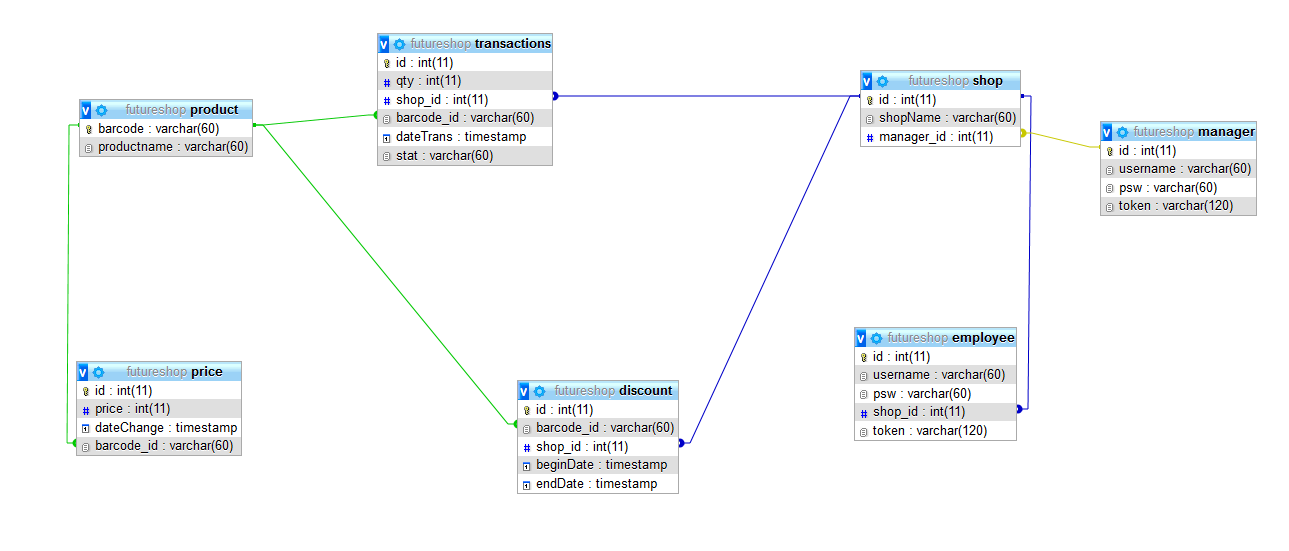 futureshop product
barcode : varchar(60)
productname : varchar(60)
futureshop transactions
id : int(11)
qty : int(11)
shop_id : int(11)
barcode_id : varchar(60)
dateTrans : timestamp
stat : varchar(60)
futureshop shop
id : int(11)
shopName : varchar(60)
manager_id : int(11)
futureshop manager
id : int(11)
username : varchar(60)
psw : varchar(60)
token : varchar(120)
futureshop price
id : int(11)
price : int(11)
dateChange : timestamp
barcode_id : varchar(60)
futureshop discount
id : int(11)
barcode_id : varchar(60)
shop_id : int(11)
beginDate : timestamp
endDate : timestamp
futureshop employee
id : int(11)
username : varchar(60)
psw : varchar(60)
shop_id : int(11)
token : varchar(120)